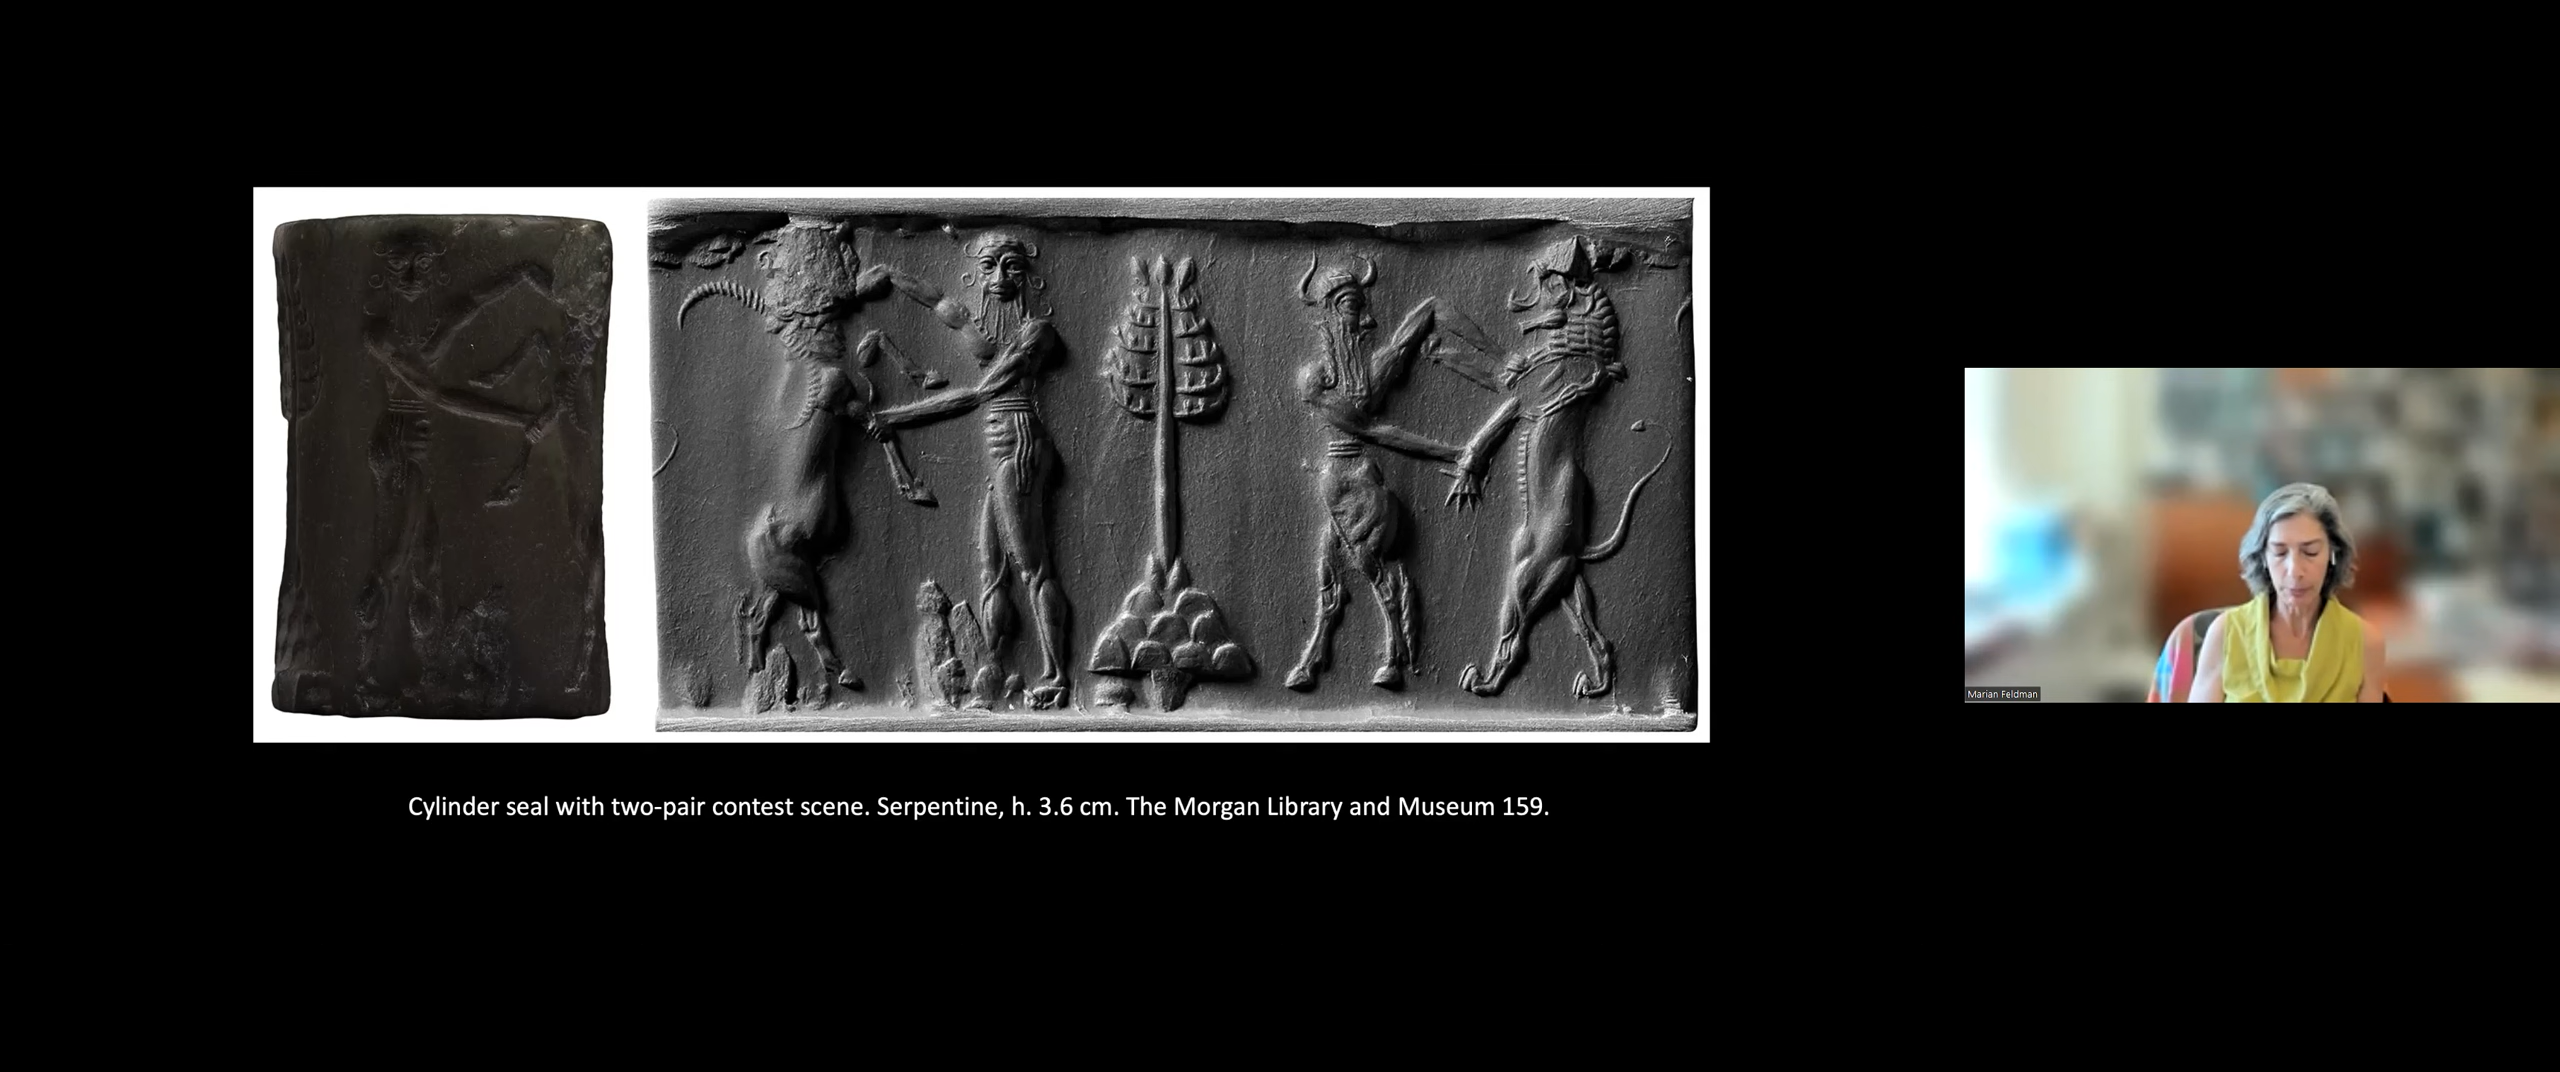 Cylinder seal with two-pair contest scene. Serpentine, h. 3.6 cm. The Morgan Library and Museum 159.
Marian Feldman